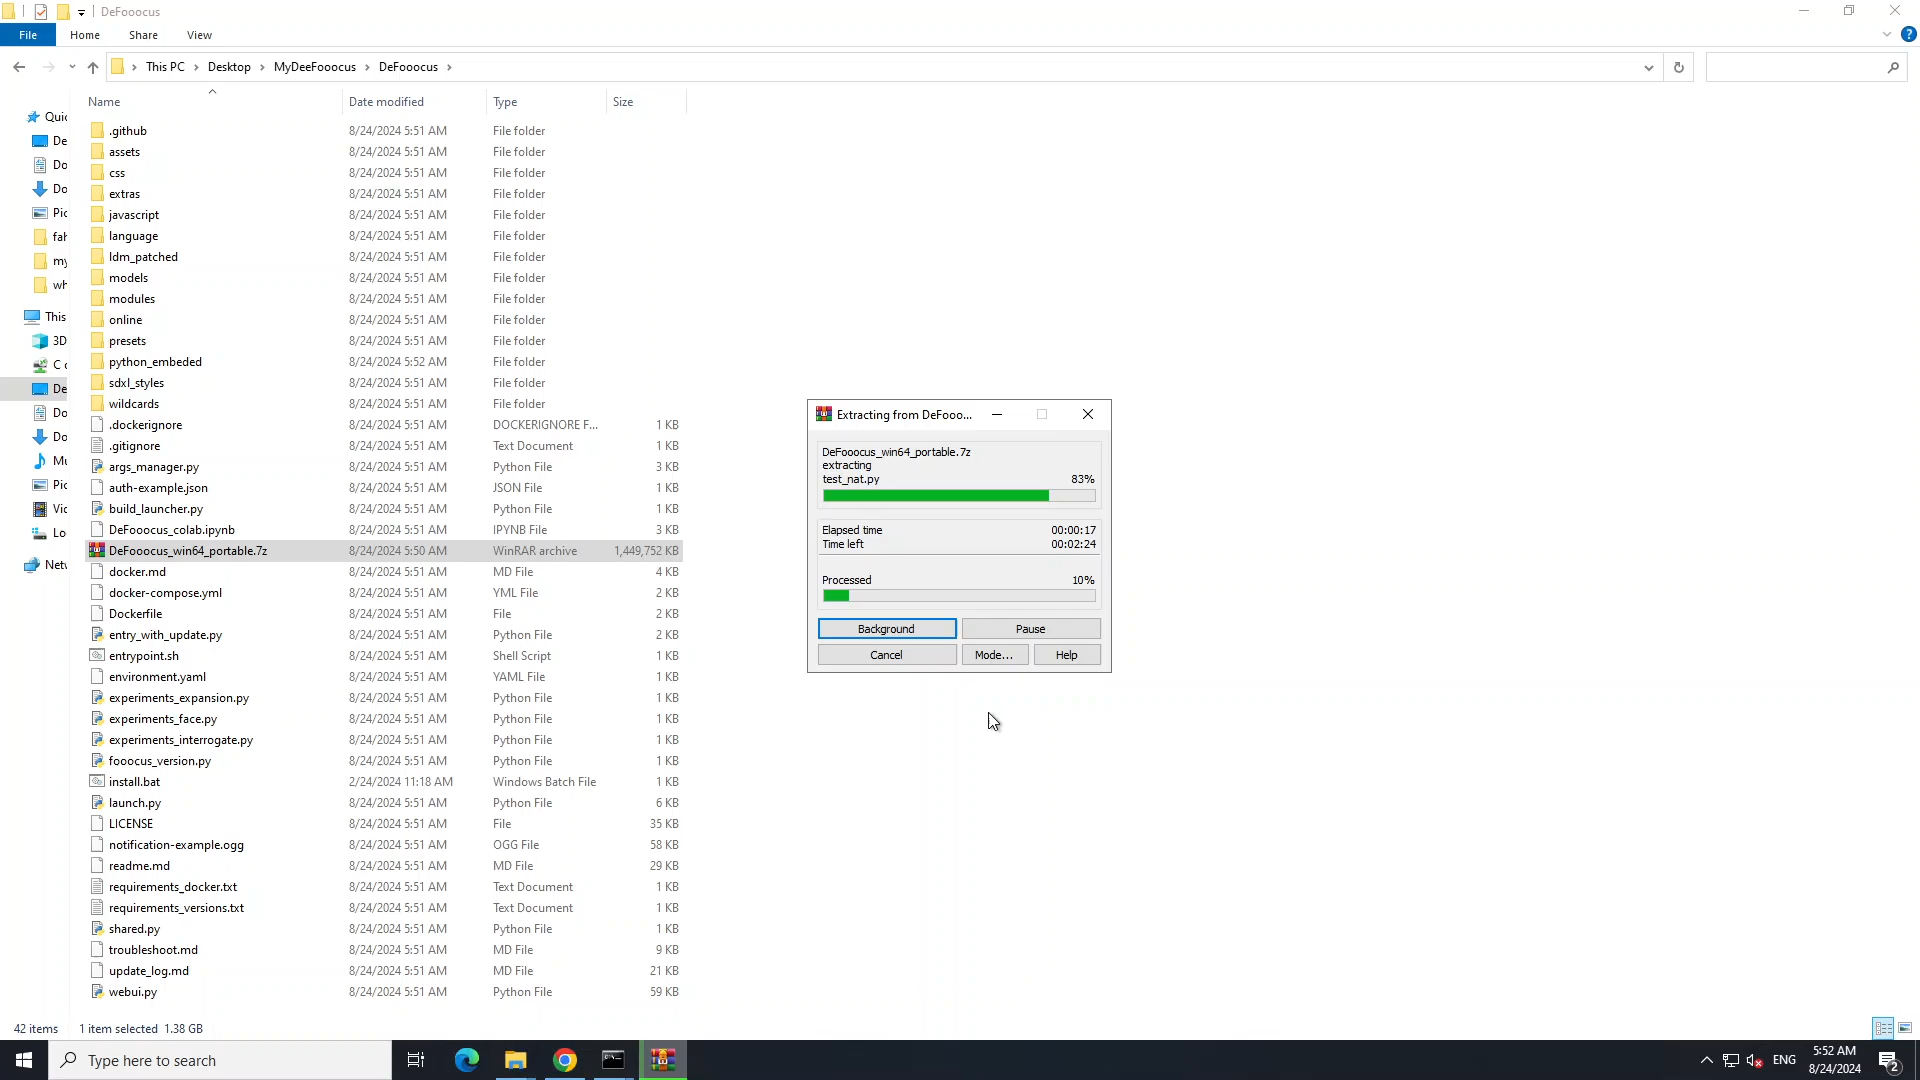 DeFooocus
File Home Share View
This PC Desktop MyDeeFooocus DeFooocus
Name Date modified Type Size
.github 8/24/2024 5:51 AM File folder
assets 8/24/2024 5:51 AM File folder
css 8/24/2024 5:51 AM File folder
extras 8/24/2024 5:51 AM File folder
javascript 8/24/2024 5:51 AM File folder
language 8/24/2024 5:51 AM File folder
ldm_patched 8/24/2024 5:51 AM File folder
models 8/24/2024 5:51 AM File folder
modules 8/24/2024 5:51 AM File folder
online 8/24/2024 5:51 AM File folder
presets 8/24/2024 5:51 AM File folder
python_embeded 8/24/2024 5:52 AM File folder
sdxl_styles 8/24/2024 5:51 AM File folder
wildcards 8/24/2024 5:51 AM File folder
.dockerignore 8/24/2024 5:51 AM DOCKERIGNORE F... 1 KB
.gitignore 8/24/2024 5:51 AM Text Document 1 KB
args_manager.py 8/24/2024 5:51 AM Python File 3 KB
auth-example.json 8/24/2024 5:51 AM JSON File 1 KB
build_launcher.py 8/24/2024 5:51 AM Python File 1 KB
DeFooocus_colab.ipynb 8/24/2024 5:51 AM IPYNB File 3 KB
DeFooocus_win64_portable.7z 8/24/2024 5:50 AM WinRAR archive 1,449,752 KB
docker.md 8/24/2024 5:51 AM MD File 4 KB
docker-compose.yml 8/24/2024 5:51 AM YML File 2 KB
Dockerfile 8/24/2024 5:51 AM File 2 KB
entry_with_update.py 8/24/2024 5:51 AM Python File 2 KB
entrypoint.sh 8/24/2024 5:51 AM Shell Script 1 KB
environment.yaml 8/24/2024 5:51 AM YAML File 1 KB
experiments_expansion.py 8/24/2024 5:51 AM Python File 1 KB
experiments_face.py 8/24/2024 5:51 AM Python File 1 KB
experiments_interrogate.py 8/24/2024 5:51 AM Python File 1 KB
fooocus_version.py 8/24/2024 5:51 AM Python File 1 KB
install.bat 2/24/2024 11:18 AM Windows Batch File 1 KB
launch.py 8/24/2024 5:51 AM Python File 6 KB
LICENSE 8/24/2024 5:51 AM File 35 KB
notification-example.ogg 8/24/2024 5:51 AM OGG File 58 KB
readme.md 8/24/2024 5:51 AM MD File 29 KB
requirements_docker.txt 8/24/2024 5:51 AM Text Document 1 KB
requirements_versions.txt 8/24/2024 5:51 AM Text Document 1 KB
shared.py 8/24/2024 5:51 AM Python File 1 KB
troubleshoot.md 8/24/2024 5:51 AM MD File 9 KB
update_log.md 8/24/2024 5:51 AM MD File 21 KB
webui.py 8/24/2024 5:51 AM Python File 59 KB
Quic
De
Do
Do
Pic
fah
my
wh
This
3D
C
De
Do
Do
Mu
Pic
Vic
Lo
Netw
Extracting from DeFooo...
DeFooocus_win64_portable.7z
extracting
test_nat.py 83%
Elapsed time 00:00:17
Time left 00:02:24
Processed 10%
Background Pause
Cancel Mode... Help
42 items 1 item selected 1.38 GB
Type here to search
ENG
5:52 AM
8/24/2024
2